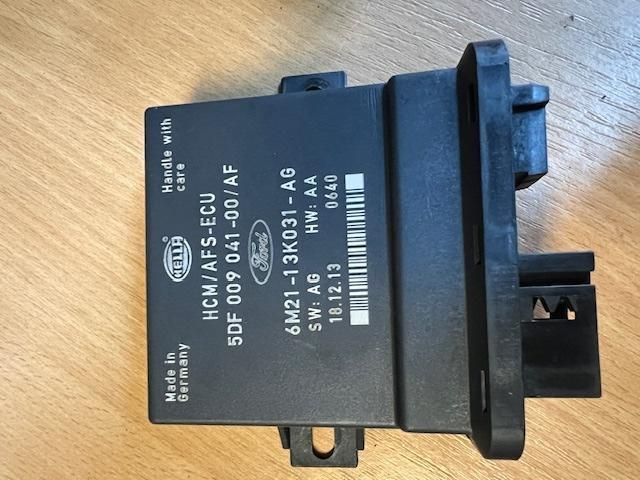 Made in
Germany
HELLA
Handle with
care
HCM/AFS-ECU
5DF 009 041-00/AF
Ford
6M21-13K031-AG
SW: AG HW: AA
18.12.13 0640